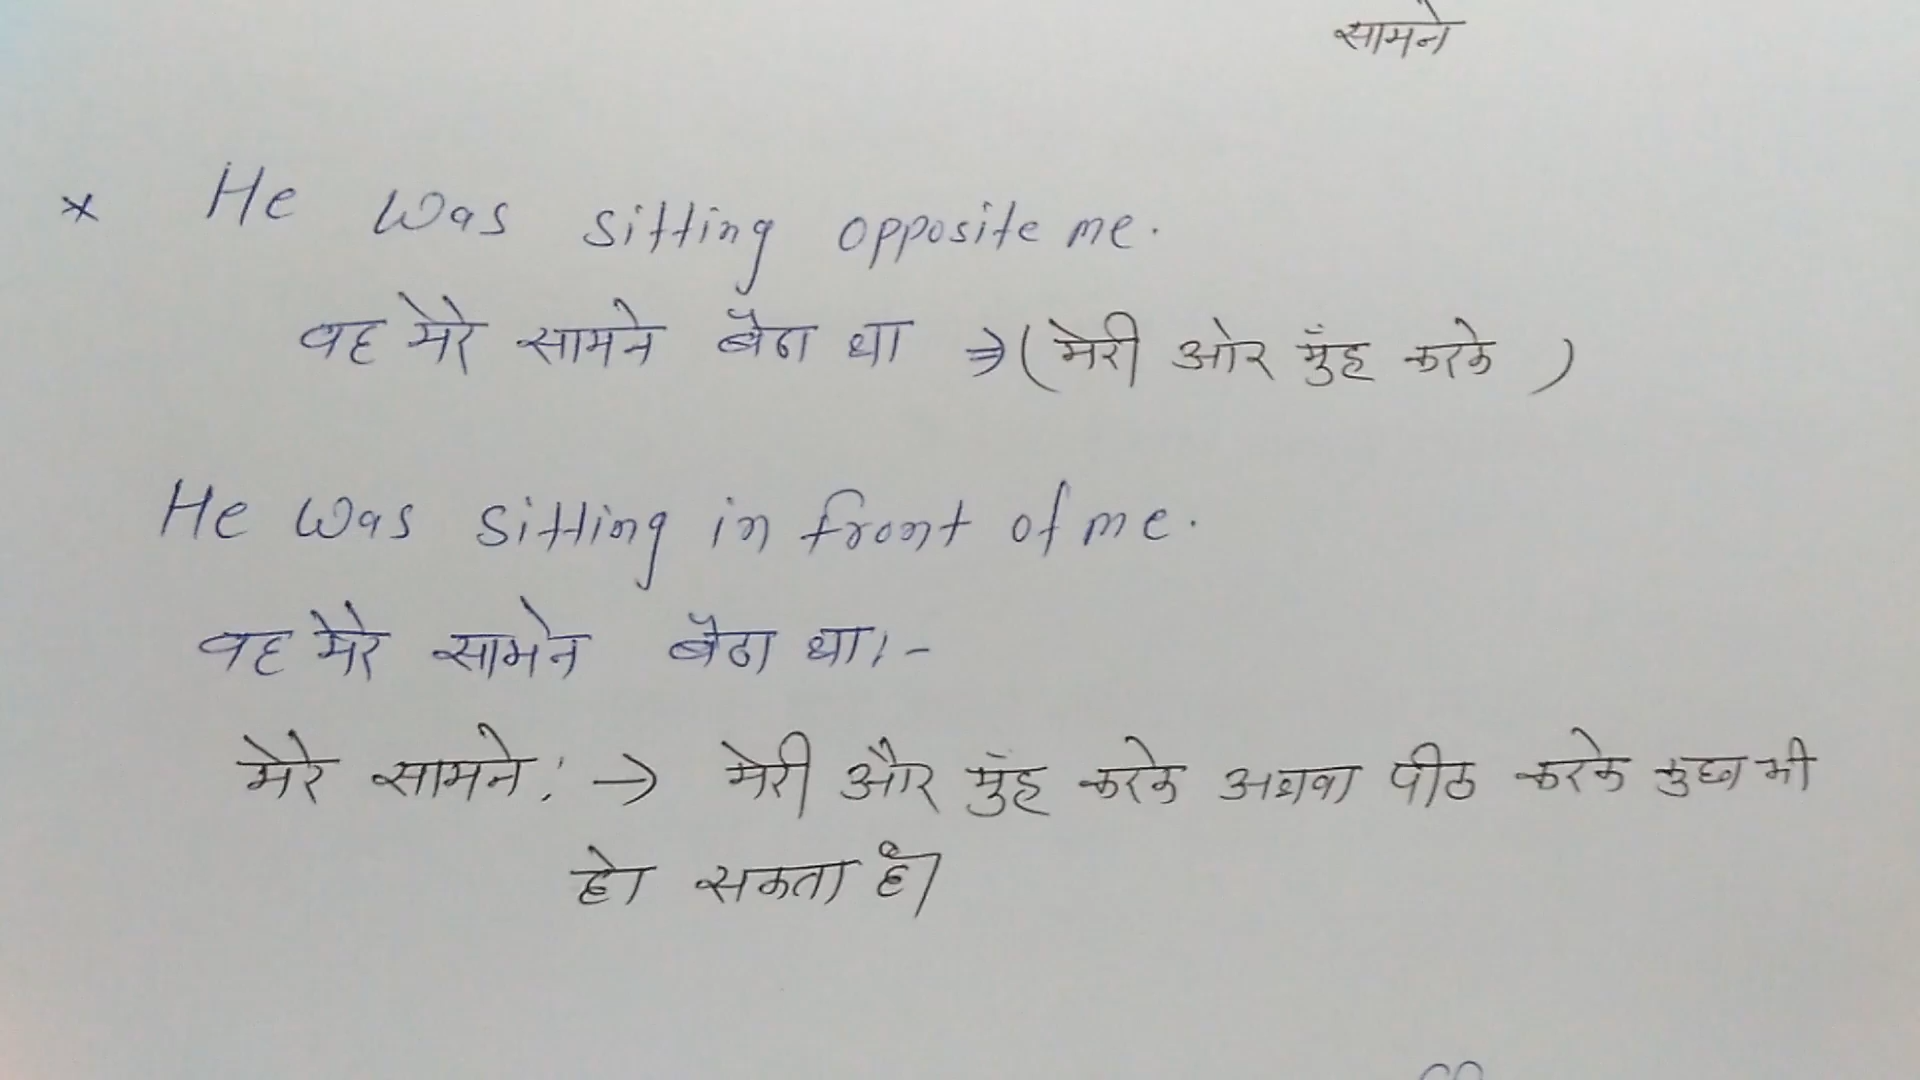 सामने
* He was sitting opposite me.
वह मेरे सामने बैठा था ⇒ (मेरी ओर मुँह करके )
He was sitting in front of me.
वह मेरे सामने बैठा था। -
मेरे सामने: → मेरी और मुँह करके अथवा पीठ करके कुछ भी
हो सकता है।